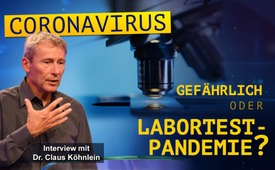 CORONAVIRUS
GEFÄHRLICH
ODER
LABORTEST-
PANDEMIE?
Interview mit
Dr. Claus Köhnlein